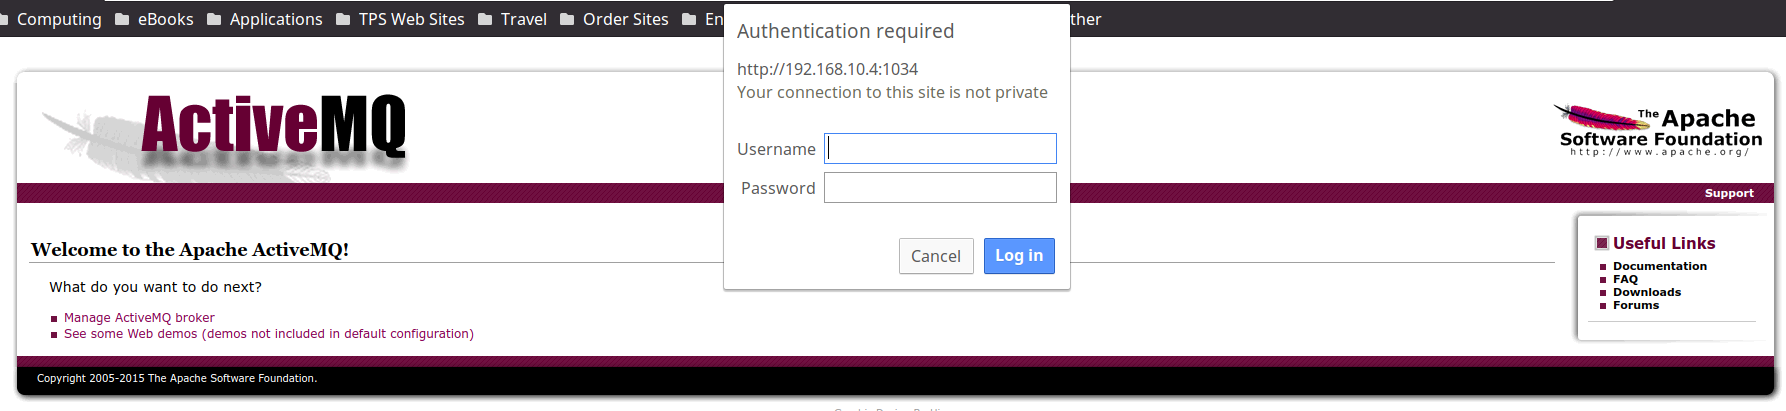 Computing eBooks Applications TPS Web Sites Travel Order Sites En ther
Authentication required
http://192.168.10.4:1034
Your connection to this site is not private
Username
Password
Cancel Log in
ActiveMQ
The Apache
Software Foundation
http://www.apache.org/
Support
Welcome to the Apache ActiveMQ!
What do you want to do next?
Manage ActiveMQ broker
See some Web demos (demos not included in default configuration)
Useful Links
Documentation
FAQ
Downloads
Forums
Copyright 2005-2015 The Apache Software Foundation.